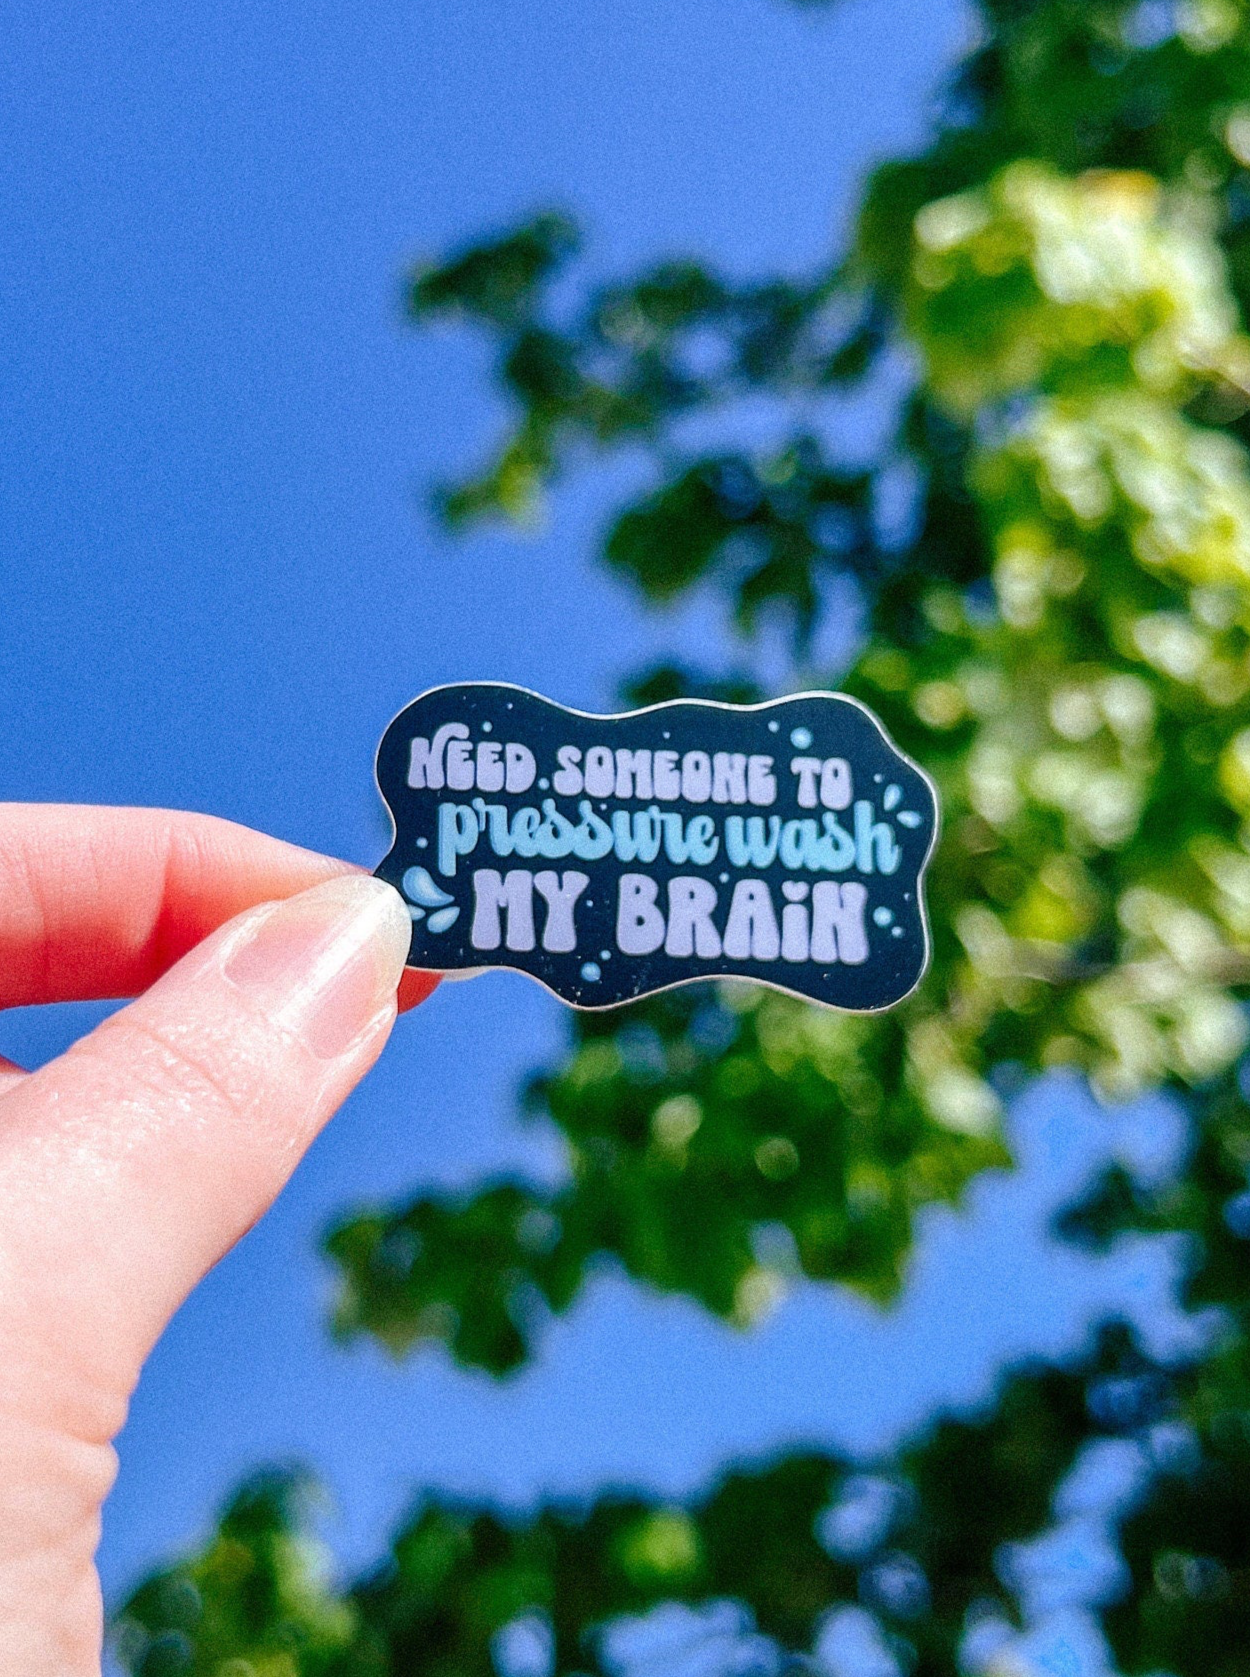 NEED SOMEONE TO
pressure wash
MY BRAiN